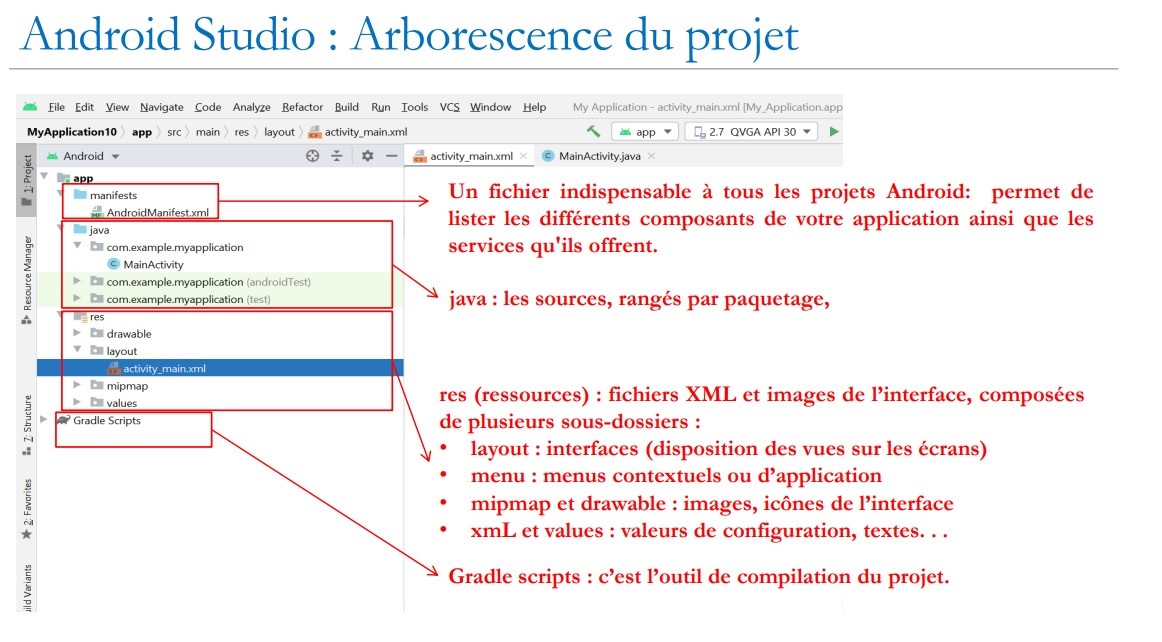 Android Studio : Arborescence du projet
File Edit View Navigate Code Analyze Refactor Build Run Tools VCS Window Help My Application - activity_main.xml [My_Application.app
MyApplication10 app src main res layout activity_main.xml app 2.7 QVGA API 30
1: Project
Resource Manager
7: Structure
2: Favorites
ild Variants
Android
activity_main.xml MainActivity.java
app
manifests
AndroidManifest.xml
java
com.example.myapplication
MainActivity
com.example.myapplication (androidTest)
com.example.myapplication (test)
res
drawable
layout
activity_main.xml
mipmap
values
Gradle Scripts
Un fichier indispensable à tous les projets Android: permet de
lister les différents composants de votre application ainsi que les
services qu'ils offrent.
java : les sources, rangés par paquetage,
res (ressources) : fichiers XML et images de l’interface, composées
de plusieurs sous-dossiers :
• layout : interfaces (disposition des vues sur les écrans)
• menu : menus contextuels ou d’application
• mipmap et drawable : images, icônes de l’interface
• xmL et values : valeurs de configuration, textes. . .
Gradle scripts : c’est l’outil de compilation du projet.